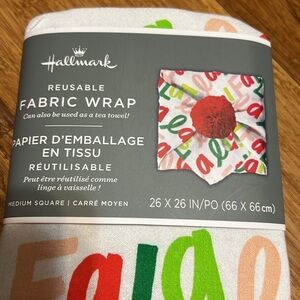 Hallmark
REUSABLE
FABRIC WRAP
Can also be used as a tea towel!
PAPIER D'EMBALLAGE
EN TISSU
RÉUTILISABLE
Peut être réutilisé comme
linge à vaisselle !
MEDIUM SQUARE | CARRÉ MOYEN
26 X 26 IN/PO (66 X 66 cm)
Falal